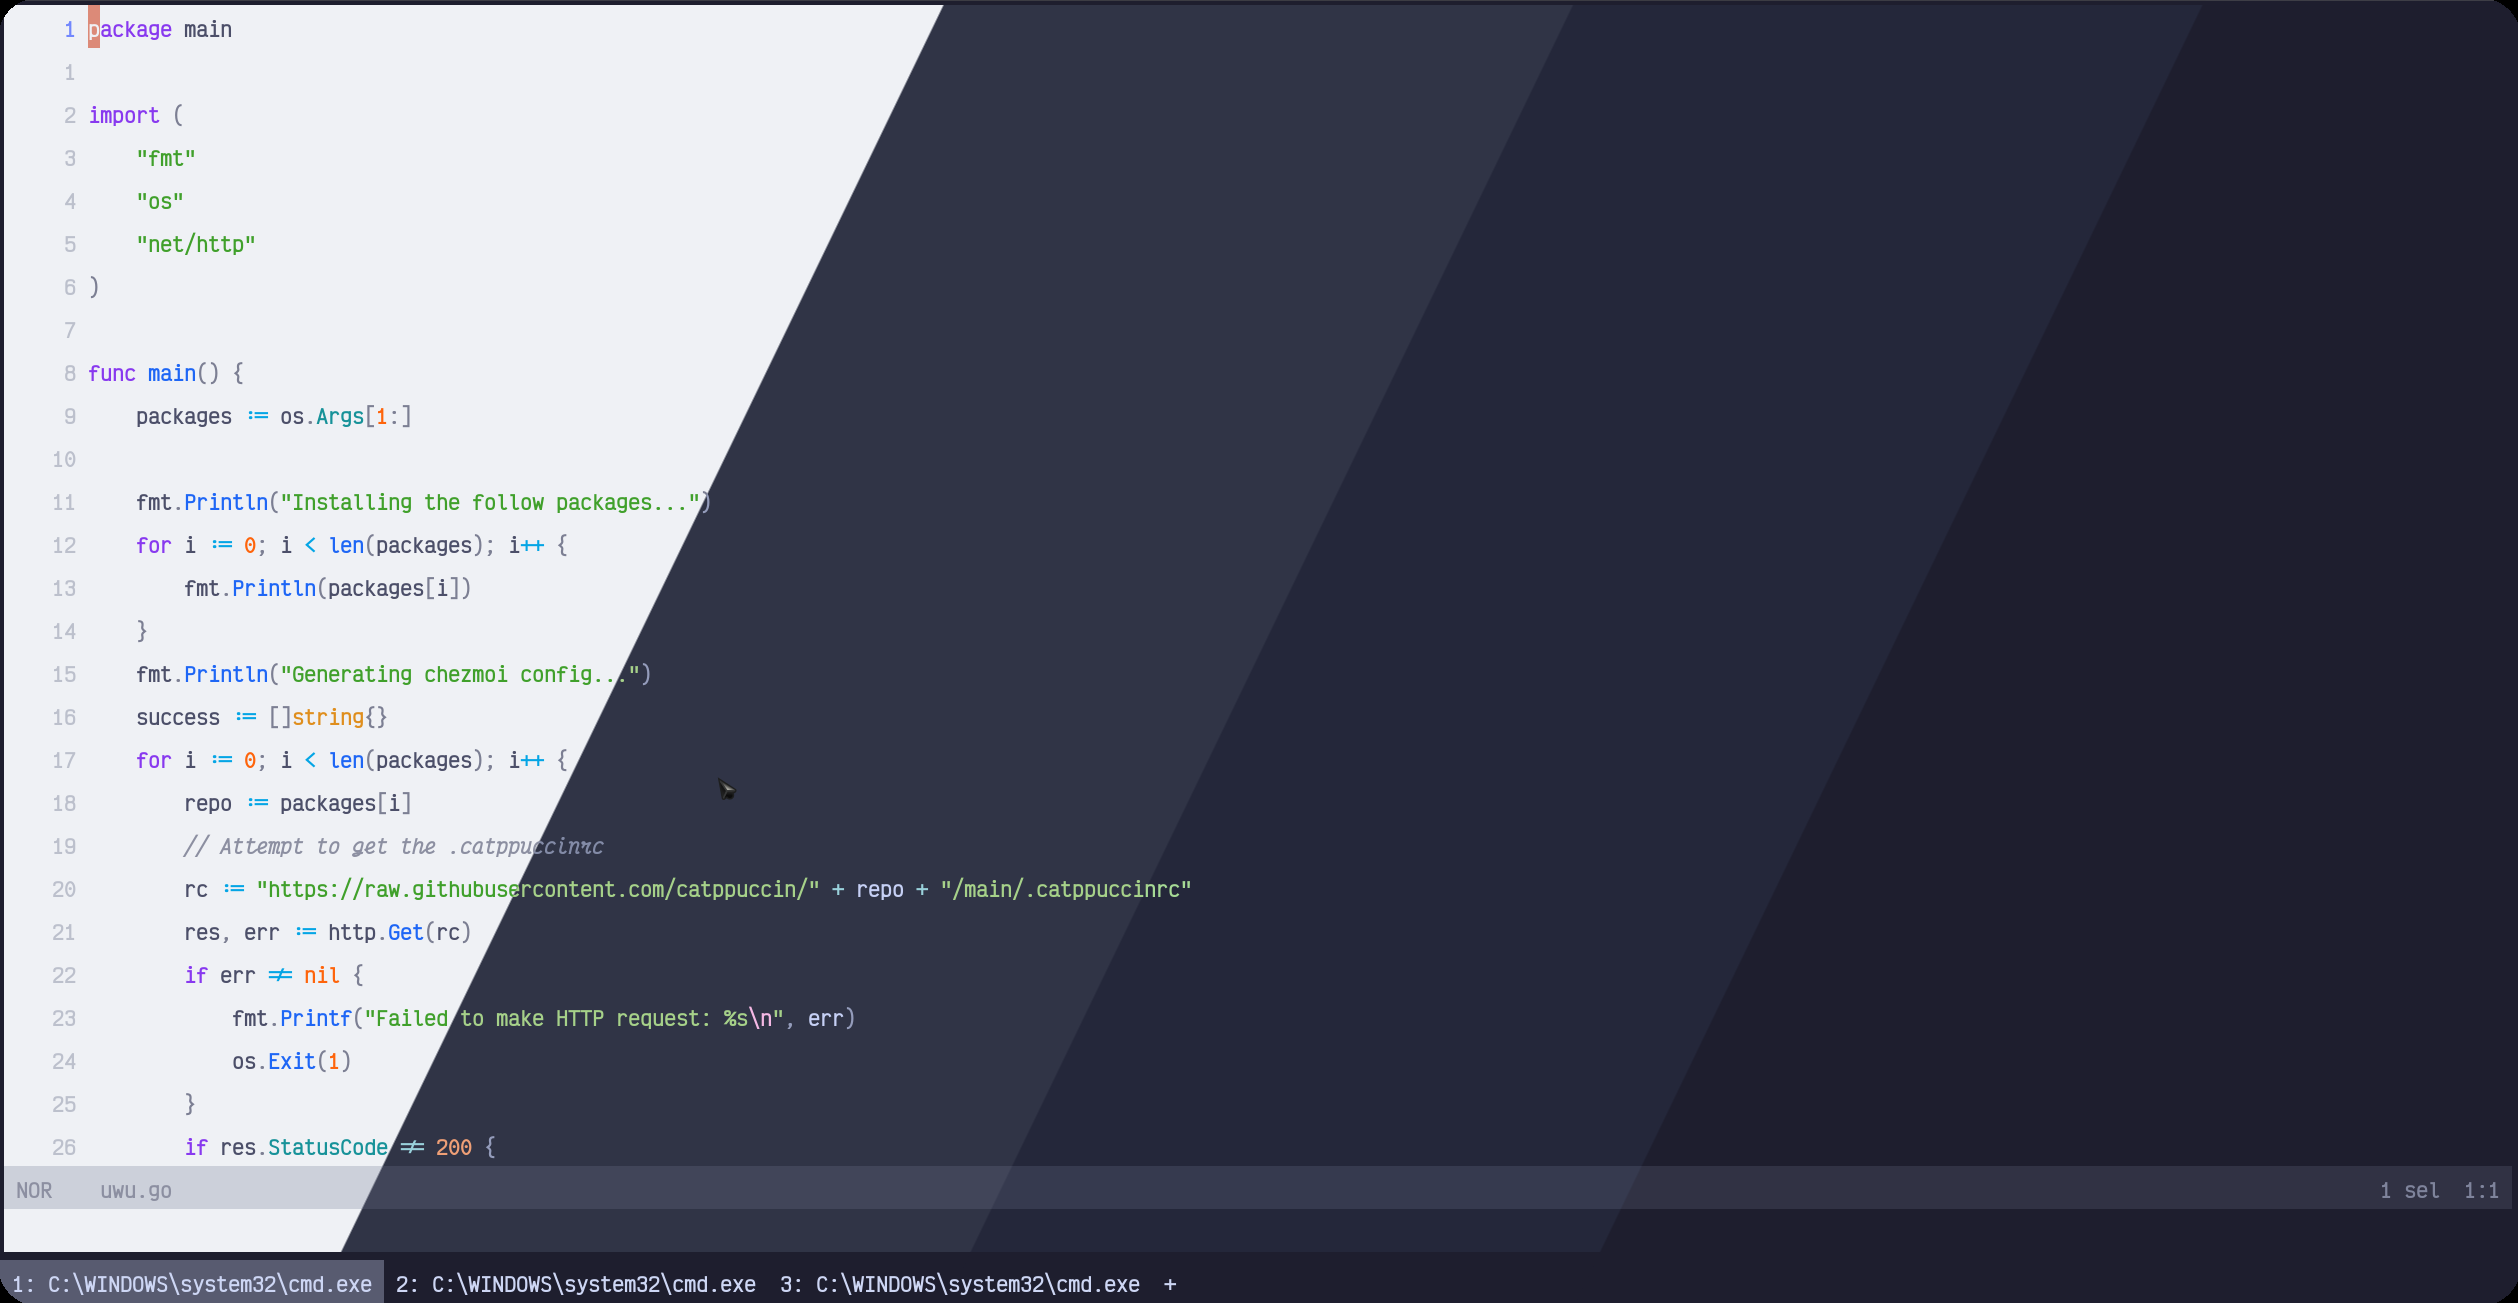 1 package main
1
2 import (
3     "fmt"
4     "os"
5     "net/http"
6 )
7
8 func main() {
9     packages := os.Args[1:]
10
11     fmt.Println("Installing the follow packages...")
12     for i := 0; i < len(packages); i++ {
13         fmt.Println(packages[i])
14     }
15     fmt.Println("Generating chezmoi config...")
16     success := []string{}
17     for i := 0; i < len(packages); i++ {
18         repo := packages[i]
19         // Attempt to get the .catppuccinrc
20         rc := "https://raw.githubusercontent.com/catppuccin/" + repo + "/main/.catppuccinrc"
21         res, err := http.Get(rc)
22         if err != nil {
23             fmt.Printf("Failed to make HTTP request: %s\n", err)
24             os.Exit(1)
25         }
26         if res.StatusCode != 200 {
NOR    uwu.go    1 sel  1:1
1: C:\WINDOWS\system32\cmd.exe  2: C:\WINDOWS\system32\cmd.exe  3: C:\WINDOWS\system32\cmd.exe  +